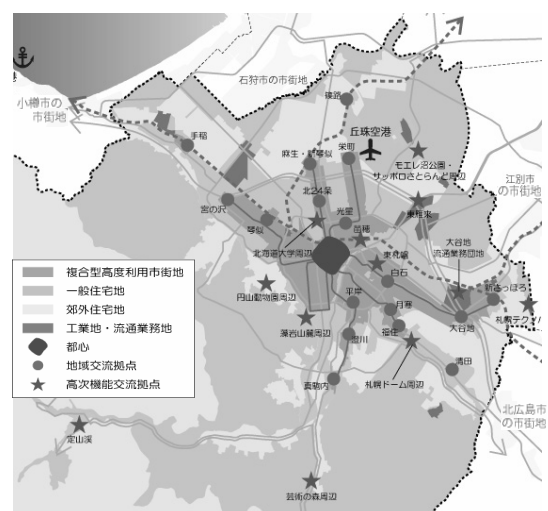 石狩市の市街地
小樽市の
市街地
篠路
丘珠空港
手稲
麻生・新琴似
栄町
モエレ沼公園・
サッポロさとらんど周辺
江別市
の市街地
北24条
宮の沢
光星
東雁来
琴似
苗穂
大谷地
流通業務団地
北海道大学周辺
東札幌
白石
新さっぽろ
円山動物園周辺
平岸
月寒
札幌テクノパ
大谷地
藻岩山麓周辺
福住
澄川
清田
真駒内
札幌ドーム周辺
北広島市
の市街地
定山渓
芸術の森周辺
複合型高度利用市街地
一般住宅地
郊外住宅地
工業地・流通業務地
都心
地域交流拠点
高次機能交流拠点